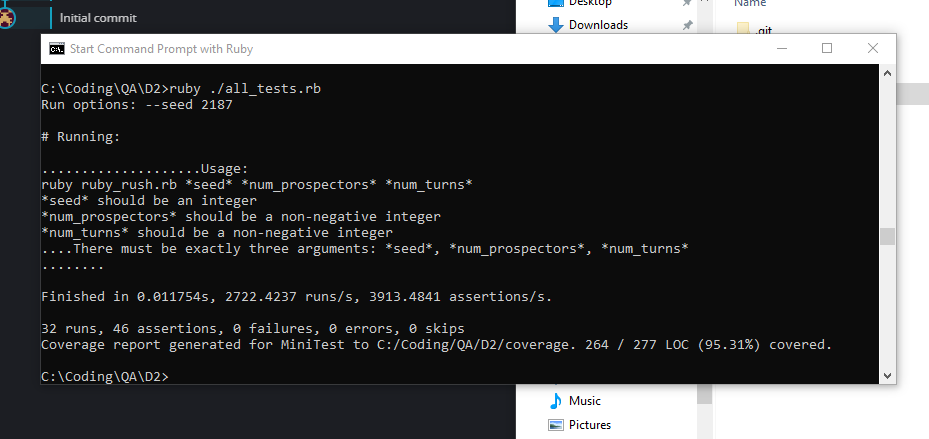 Initial commit
Desktop
Name
Downloads
.git
Start Command Prompt with Ruby
C:\Coding\QA\D2>ruby ./all_tests.rb
Run options: --seed 2187
# Running:
....................Usage:
ruby ruby_rush.rb *seed* *num_prospectors* *num_turns*
*seed* should be an integer
*num_prospectors* should be a non-negative integer
*num_turns* should be a non-negative integer
....There must be exactly three arguments: *seed*, *num_prospectors*, *num_turns*
........
Finished in 0.011754s, 2722.4237 runs/s, 3913.4841 assertions/s.
32 runs, 46 assertions, 0 failures, 0 errors, 0 skips
Coverage report generated for MiniTest to C:/Coding/QA/D2/coverage. 264 / 277 LOC (95.31%) covered.
C:\Coding\QA\D2>
Music
Pictures